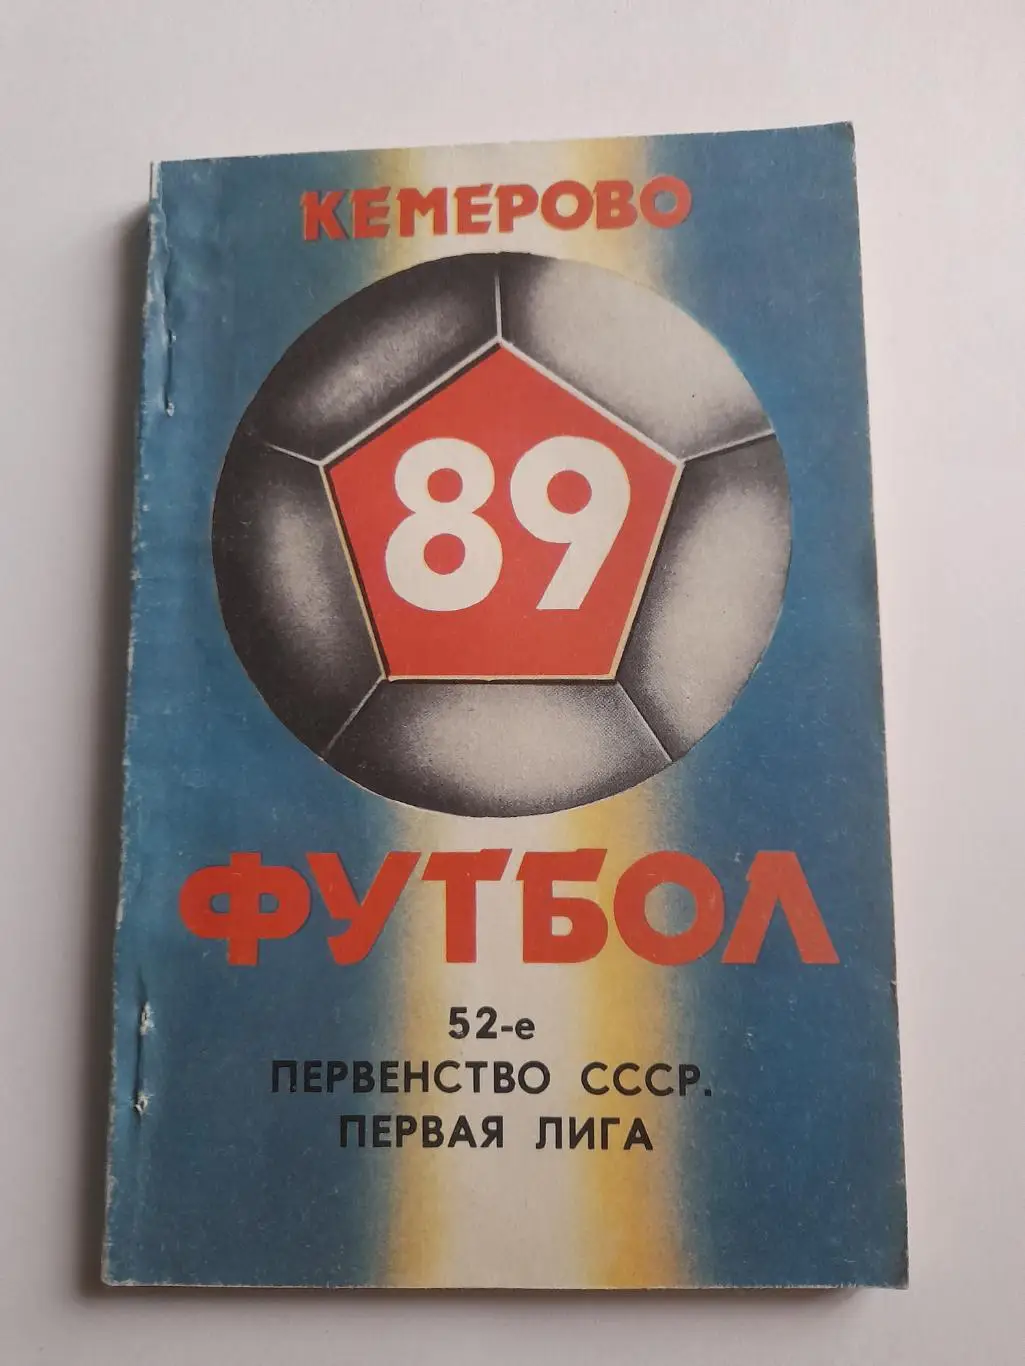 КЕМЕРОВО
89
ФУТБОЛ
52-е
ПЕРВЕНСТВО СССР.
ПЕРВАЯ ЛИГА